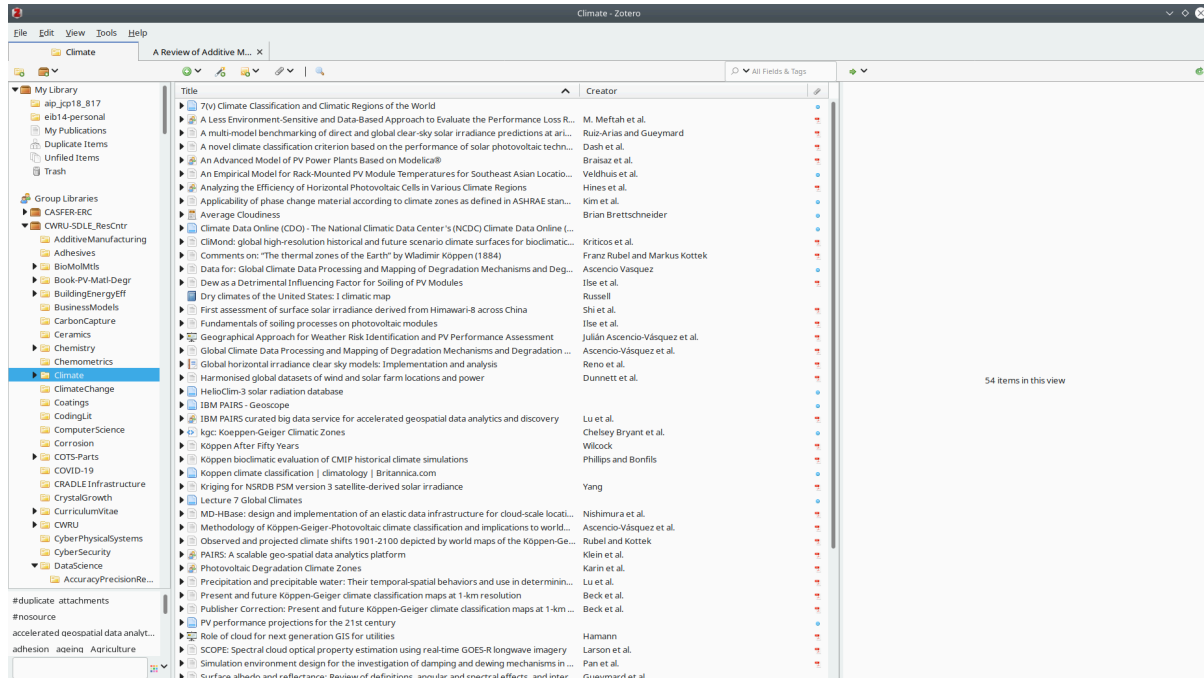 Climate - Zotero
File Edit View Tools Help
Climate
A Review of Additive M... ×
All Fields & Tags
My Library
aip_jcp18_817
eib14-personal
My Publications
Duplicate Items
Unfiled Items
Trash
Group Libraries
CASFER-ERC
CWRU-SDLE_ResCntr
AdditiveManufacturing
Adhesives
BioMolMtls
Book-PV-Matl-Degr
BuildingEnergyEff
BusinessModels
CarbonCapture
Ceramics
Chemistry
Chemometrics
Climate
ClimateChange
Coatings
CodingLit
ComputerScience
Corrosion
COTS-Parts
COVID-19
CRADLE Infrastructure
CrystalGrowth
CurriculumVitae
CWRU
CyberPhysicalSystems
CyberSecurity
DataScience
AccuracyPrecisionRe...
#duplicate attachments
#nosource
accelerated geospatial data analyt...
adhesion ageing Agriculture
Title Creator
7(v) Climate Classification and Climatic Regions of the World
A Less Environment-Sensitive and Data-Based Approach to Evaluate the Performance Loss R... M. Meftah et al.
A multi-model benchmarking of direct and global clear-sky solar irradiance predictions at ari... Ruiz-Arias and Gueymard
A novel climate classification criterion based on the performance of solar photovoltaic techn... Dash et al.
An Advanced Model of PV Power Plants Based on Modelica® Braisaz et al.
An Empirical Model for Rack-Mounted PV Module Temperatures for Southeast Asian Locatio... Veldhuis et al.
Analyzing the Efficiency of Horizontal Photovoltaic Cells in Various Climate Regions Hines et al.
Applicability of phase change material according to climate zones as defined in ASHRAE stan... Kim et al.
Average Cloudiness Brian Brettschneider
Climate Data Online (CDO) - The National Climatic Data Center's (NCDC) Climate Data Online (...
CliMond: global high-resolution historical and future scenario climate surfaces for bioclimatic... Kriticos et al.
Comments on: "The thermal zones of the Earth" by Wladimir Köppen (1884) Franz Rubel and Markus Kottek
Data for: Global Climate Data Processing and Mapping of Degradation Mechanisms and Deg... Ascencio Vasquez
Dew as a Detrimental Influencing Factor for Soiling of PV Modules Ilse et al.
Dry climates of the United States: I climatic map Russell
First assessment of surface solar irradiance derived from Himawari-8 across China Shi et al.
Fundamentals of soiling processes on photovoltaic modules Ilse et al.
Geographical Approach for Weather Risk Identification and PV Performance Assessment Julián Ascencio-Vásquez et al.
Global Climate Data Processing and Mapping of Degradation Mechanisms and Degradation ... Ascencio-Vásquez et al.
Global horizontal irradiance clear sky models: Implementation and analysis Reno et al.
Harmonised global datasets of wind and solar farm locations and power Dunnett et al.
HelioClim-3 solar radiation database
IBM PAIRS - Geoscope
IBM PAIRS curated big data service for accelerated geospatial data analytics and discovery Lu et al.
kgc: Koeppen-Geiger Climatic Zones Chelsey Bryant et al.
Köppen After Fifty Years Wilcock
Köppen bioclimatic evaluation of CMIP historical climate simulations Phillips and Bonfils
Koppen climate classification | climatology | Britannica.com
Kriging for NSRDB PSM version 3 satellite-derived solar irradiance Yang
Lecture 7 Global Climates
MD-HBase: design and implementation of an elastic data infrastructure for cloud-scale locati... Nishimura et al.
Methodology of Köppen-Geiger-Photovoltaic climate classification and implications to world... Ascencio-Vásquez et al.
Observed and projected climate shifts 1901-2100 depicted by world maps of the Köppen-Ge... Rubel and Kottek
PAIRS: A scalable geo-spatial data analytics platform Klein et al.
Photovoltaic Degradation Climate Zones Karin et al.
Precipitation and precipitable water: Their temporal-spatial behaviors and use in determinin... Lu et al.
Present and future Köppen-Geiger climate classification maps at 1-km resolution Beck et al.
Publisher Correction: Present and future Köppen-Geiger climate classification maps at 1-km ... Beck et al.
PV performance projections for the 21st century
Role of cloud for next generation GIS for utilities Hamann
SCOPE: Spectral cloud optical property estimation using real-time GOES-R longwave imagery Larson et al.
Simulation environment design for the investigation of damping and dewing mechanisms in ... Pan et al.
Surface albedo and reflectance: Review of definitions, angular and spectral effects, and inter... Gueymard et al.
54 items in this view